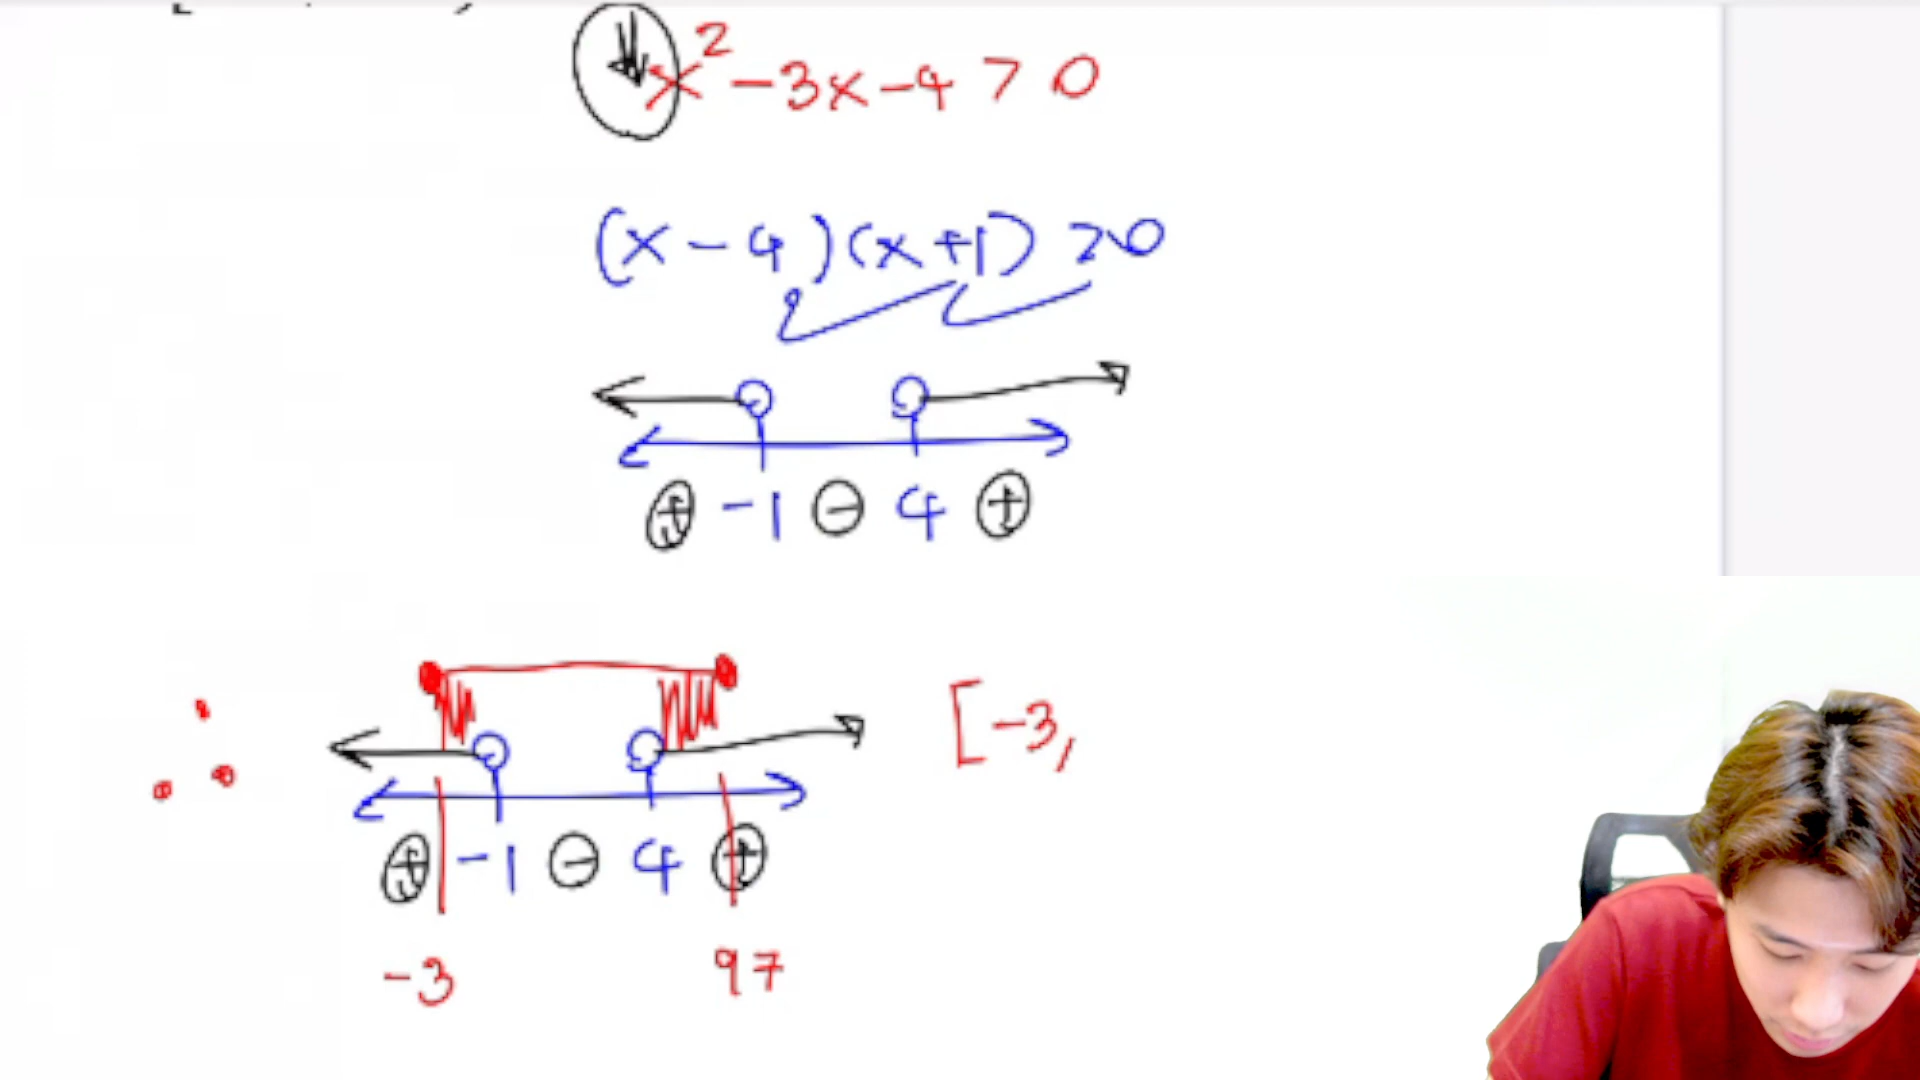 x² - 3x - 4 > 0
(x - 4)(x + 1) > 0
⊕ -1 ⊖ 4 ⊕
∴
[-3,
⊕ -1 ⊖ 4 ⊕
-3 97